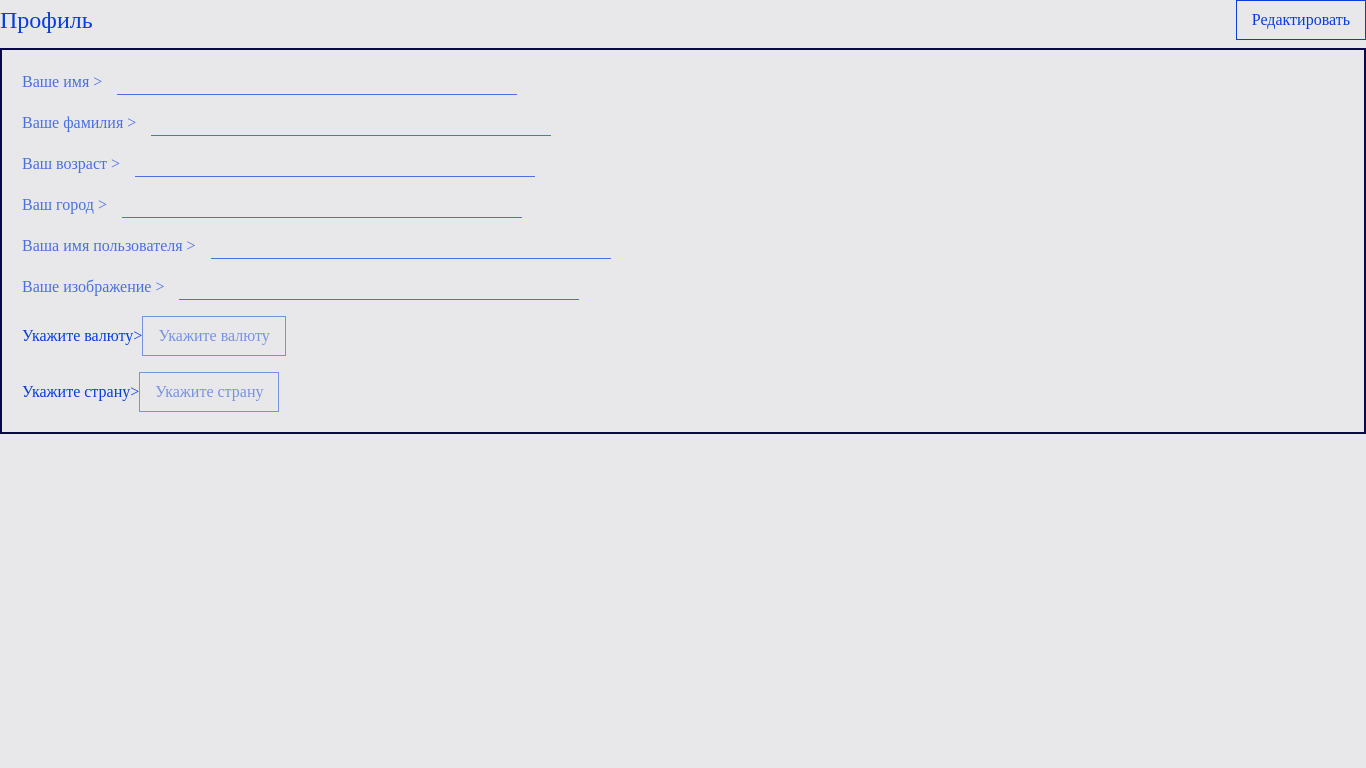 Профиль
Редактировать
Ваше имя >
Ваше фамилия >
Ваш возраст >
Ваш город >
Ваша имя пользователя >
Ваше изображение >
Укажите валюту> Укажите валюту
Укажите страну> Укажите страну